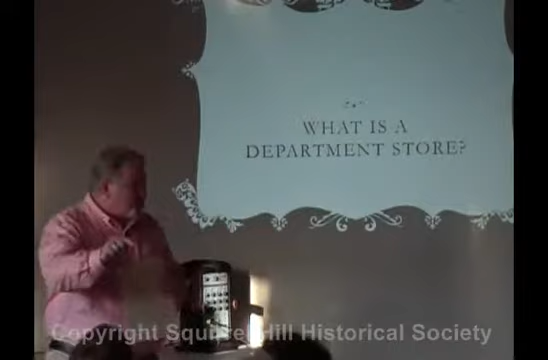 WHAT IS A
DEPARTMENT STORE?
Copyright Squirrel Hill Historical Society